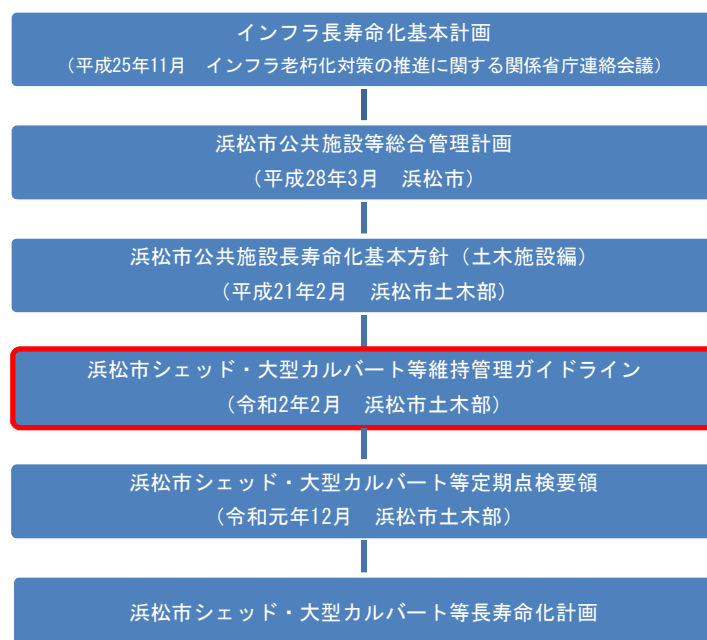 インフラ長寿命化基本計画
（平成25年11月　インフラ老朽化対策の推進に関する関係省庁連絡会議）
浜松市公共施設等総合管理計画
（平成28年3月　浜松市）
浜松市公共施設長寿命化基本方針（土木施設編）
（平成21年2月　浜松市土木部）
浜松市シェッド・大型カルバート等維持管理ガイドライン
（令和2年2月　浜松市土木部）
浜松市シェッド・大型カルバート等定期点検要領
（令和元年12月　浜松市土木部）
浜松市シェッド・大型カルバート等長寿命化計画